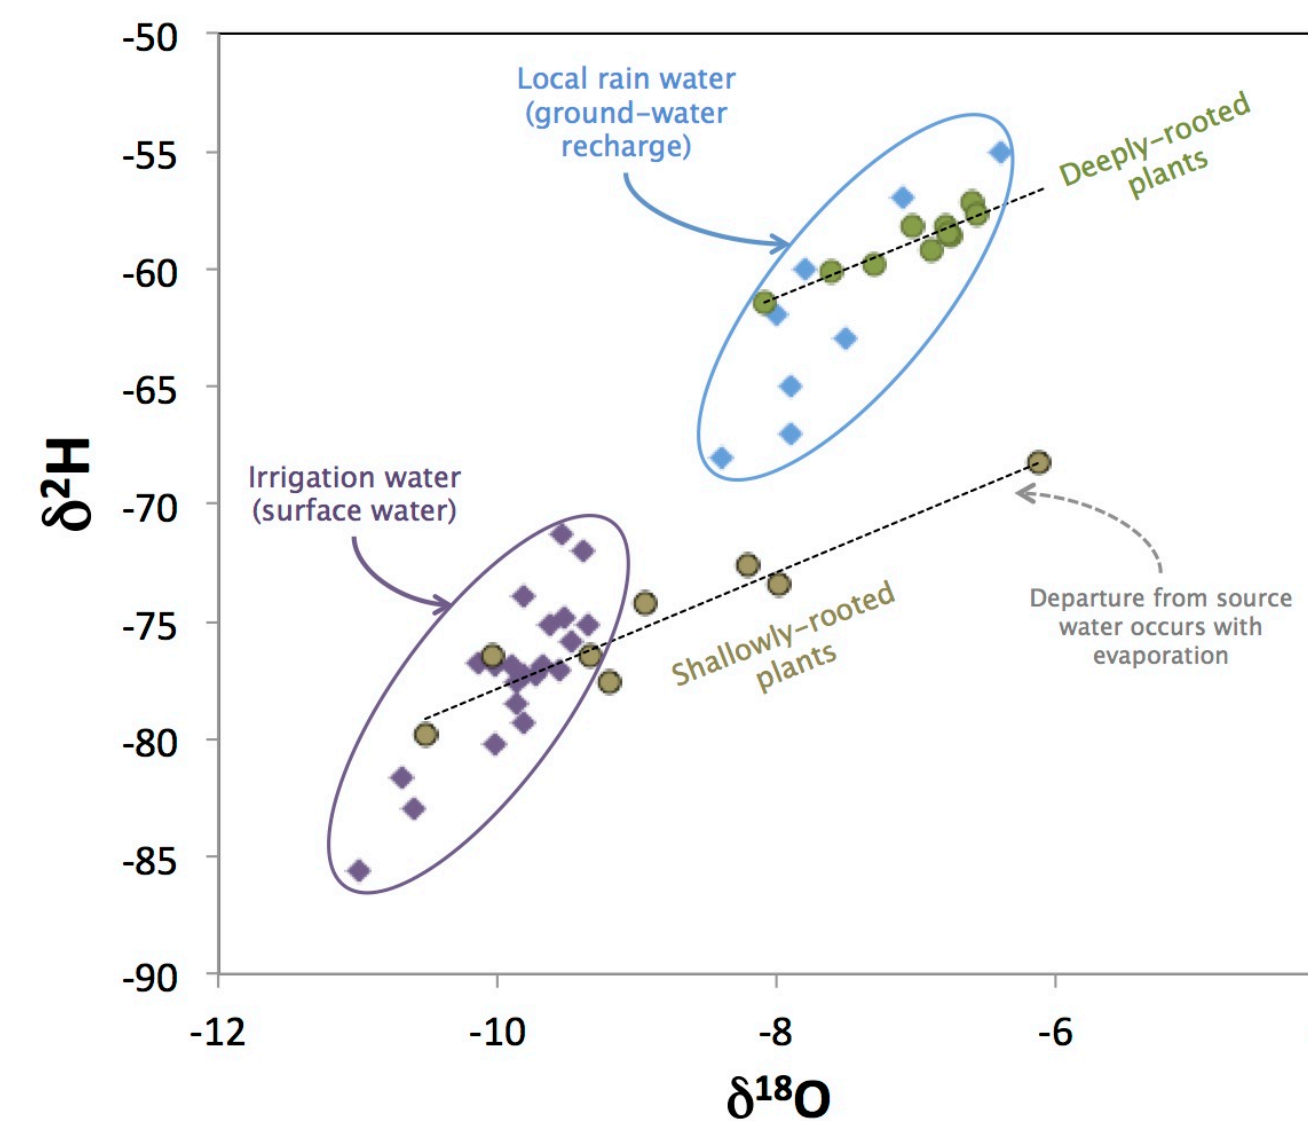 -50
Local rain water
(ground-water
recharge)
Deeply-rooted
plants
-55
-60
-65
δ²H
-70
Irrigation water
(surface water)
-75
Departure from source
water occurs with
evaporation
Shallowly-rooted
plants
-80
-85
-90
-12
-10
-8
-6
δ¹⁸O